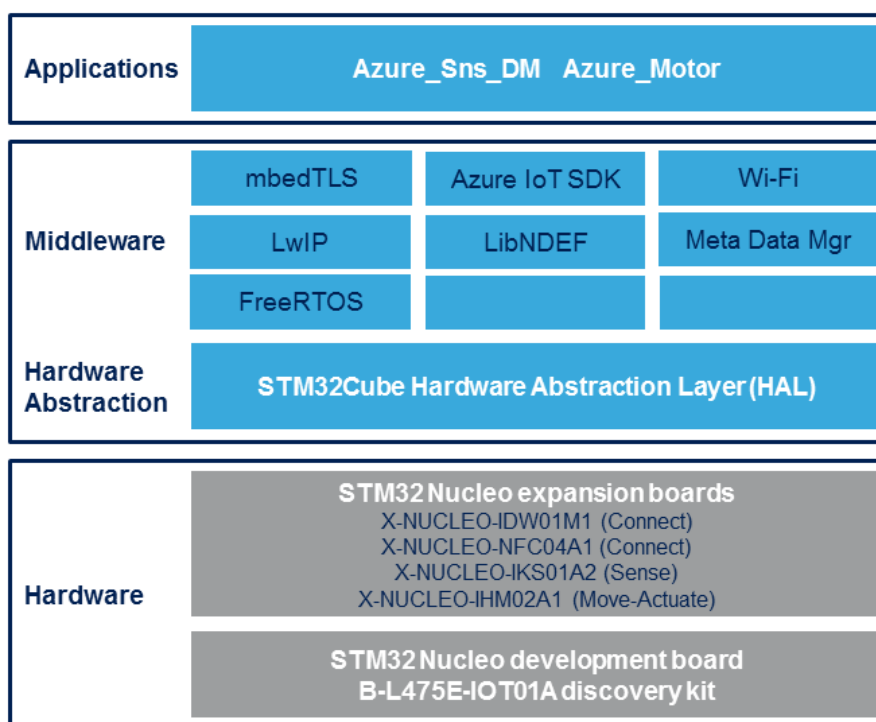 Applications
Azure_Sns_DM Azure_Motor
Middleware
mbedTLS
Azure IoT SDK
Wi-Fi
LwIP
LibNDEF
Meta Data Mgr
FreeRTOS
Hardware
Abstraction
STM32Cube Hardware Abstraction Layer (HAL)
Hardware
STM32 Nucleo expansion boards
X-NUCLEO-IDW01M1 (Connect)
X-NUCLEO-NFC04A1 (Connect)
X-NUCLEO-IKS01A2 (Sense)
X-NUCLEO-IHM02A1 (Move-Actuate)
STM32 Nucleo development board
B-L475E-IOT01A discovery kit